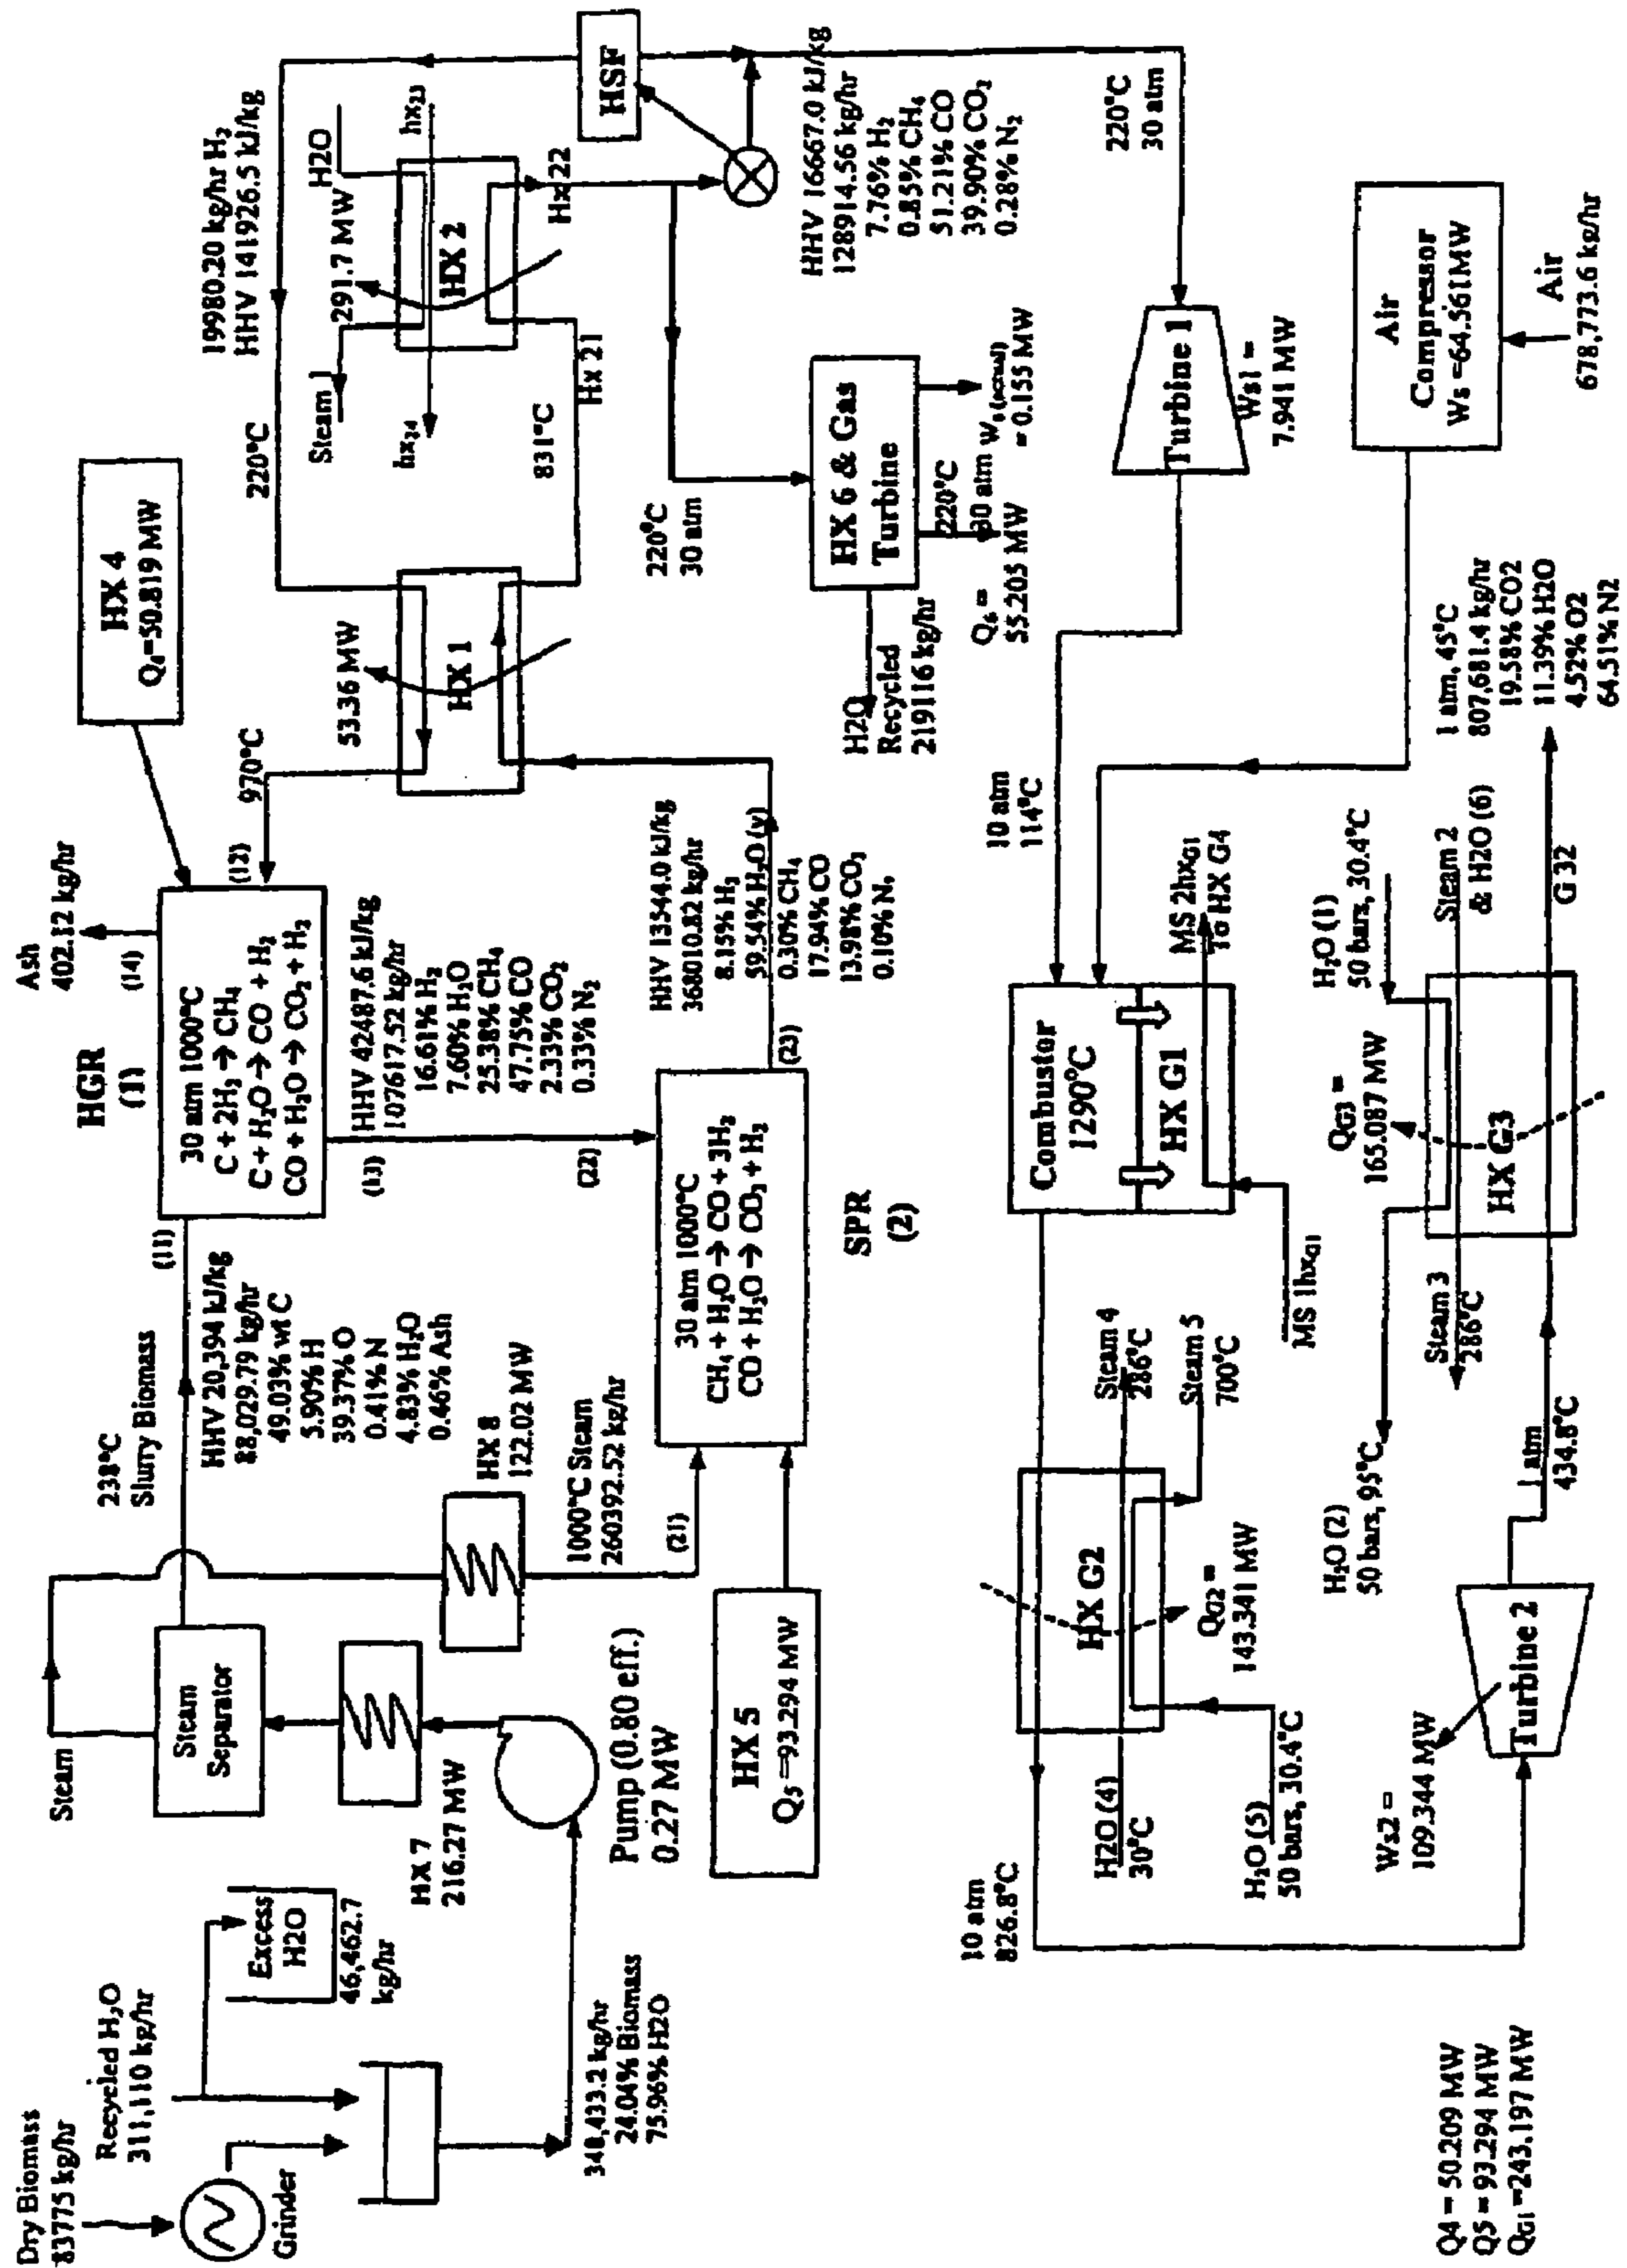 Dry Biomass
83775 kg/hr
Grinder
Recycled H₂O
311,110 kg/hr
Excess
H2O
46,462.7
kg/hr
348,433.2 kg/hr
24.04% Biomass
75.96% H2O
Pump (0.80 eff.)
0.27 MW
HX 7
216.27 MW
Steam
Separator
Steam
238°C
Slurry Biomass
HHV 20,394 kJ/kg
88,029.79 kg/hr
49.03% wt C
5.90% H
39.37% O
0.41% N
4.83% H₂O
0.46% Ash
(11)
HX 8
122.02 MW
1000°C Steam
260392.52 kg/hr
(21)
HX 5
Q₅ =93.294 MW
HGR
(1)
30 atm 1000°C
C + 2H₂ → CH₄
C + H₂O → CO + H₂
CO + H₂O → CO₂ + H₂
Ash
402.12 kg/hr
(14)
(12)
(13)
HHV 42487.6 kJ/kg
107617.52 kg/hr
16.61% H₂
7.60% H₂O
25.38% CH₄
47.75% CO
2.33% CO₂
0.33% N₂
(22)
30 atm 1000°C
CH₄ + H₂O → CO + 3H₂
CO + H₂O → CO₂ + H₂
SPR
(2)
(23)
HHV 13544.0 kJ/kg
368010.82 kg/hr
8.15% H₂
59.54% H₂O (v)
0.30% CH₄
17.94% CO
13.98% CO₂
0.10% N₂
HX 4
Q₄=50.819 MW
970°C
53.36 MW
HX 1
220°C
19980.20 kg/hr H₂
HHV 141926.5 kJ/kg
831°C
Hx 21
Steam 1
291.7 MW
H2O
HX 2
hx₂₃
hx₂₄
Hx 22
HSF
220°C
30 atm
HX 6 & Gas
Turbine
H2O
Recycled
219116 kg/hr
220°C
30 atm
= 0.155 MW
Q₆ =
55.205 MW
HHV 16667.0 kJ/kg
128914.56 kg/hr
7.76% H₂
0.85% CH₄
51.21% CO
39.90% CO₂
0.28% N₂
220°C
30 atm
Turbine 1
Ws1 =
7.941 MW
10 atm
114°C
Air
Compressor
Ws =64.561MW
Air
678,773.6 kg/hr
Combustor
1290°C
HX G1
MS 2hxG1
To HX G4
MS 1hxG1
HX G2
Steam 4
286°C
Steam 5
700°C
QG2 =
143.341 MW
H2O (4)
30°C
H₂O (5)
50 bars, 30.4°C
10 atm
826.8°C
Ws2 =
109.344 MW
Turbine 2
1 atm
434.8°C
H₂O (1)
50 bars, 30.4°C
QG3 =
165.087 MW
HX G3
H₂O (2)
50 bars, 95°C
Steam 3
286°C
Steam 2
& H2O (6)
G 32
1 atm, 45°C
807,681.4 kg/hr
19.58% CO2
11.39% H2O
4.52% O2
64.51% N2
Q4 = 50.209 MW
Q5 = 93.294 MW
QG1 =243.197 MW